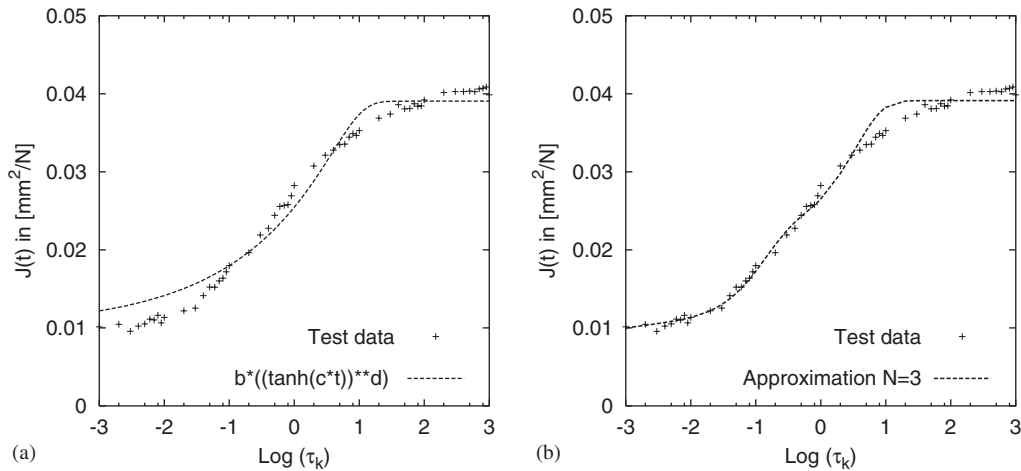 0.05
0.04
0.03
0.02
0.01
0
J(t) in [mm²/N]
Test data
b*((tanh(c*t))**d)
-3 -2 -1 0 1 2 3
(a)
Log (τk)
0.05
0.04
0.03
0.02
0.01
0
J(t) in [mm²/N]
Test data
Approximation N=3
-3 -2 -1 0 1 2 3
(b)
Log (τk)